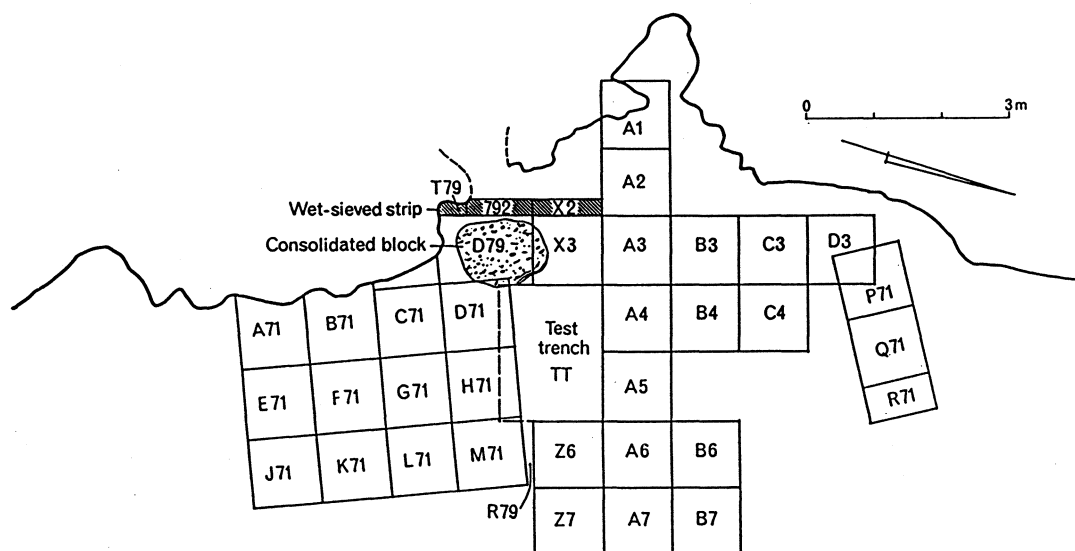 0 3m
A1
A2
T79
Wet-sieved strip 792 X2
Consolidated block D79 X3 A3 B3 C3 D3
P71
A71 B71 C71 D71 A4 B4 C4
Test
trench
TT
Q71
E71 F71 G71 H71 A5
R71
J71 K71 L71 M71 Z6 A6 B6
R79
Z7 A7 B7